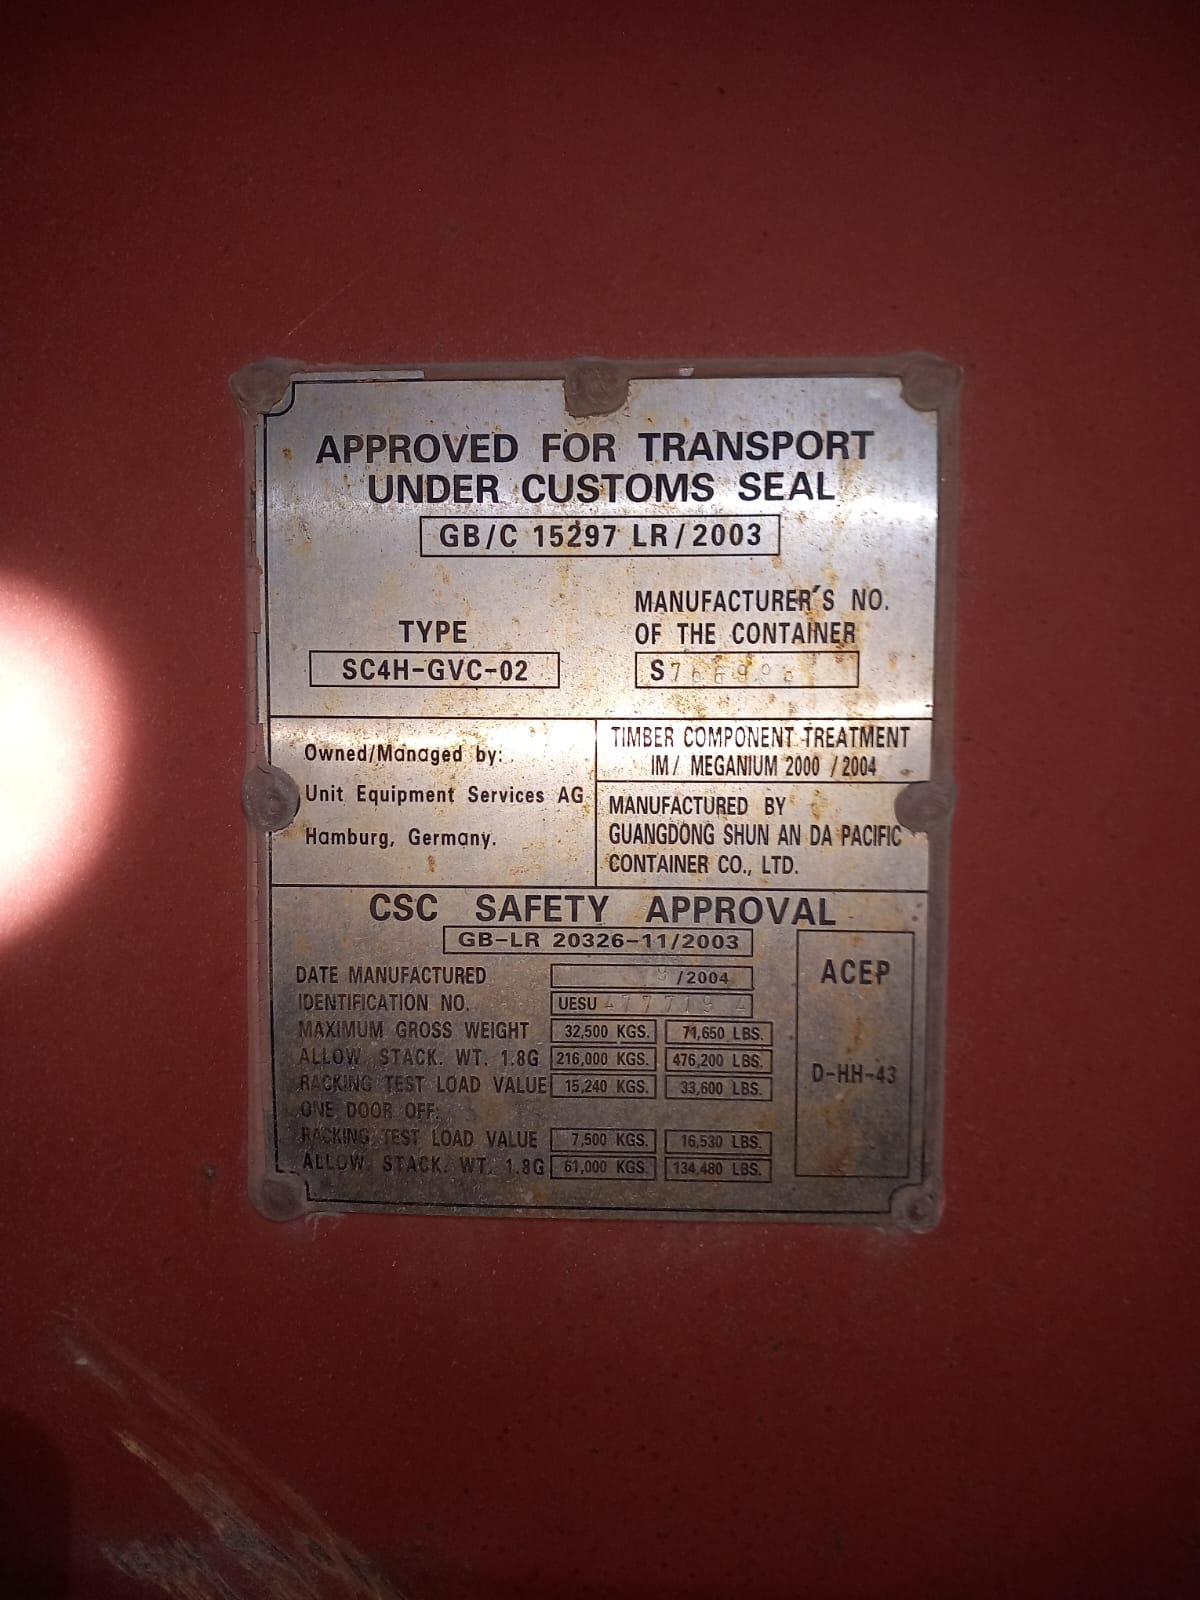 APPROVED FOR TRANSPORT
UNDER CUSTOMS SEAL
GB/C 15297 LR/2003
TYPE
SC4H-GVC-02
MANUFACTURER'S NO.
OF THE CONTAINER
S
Owned/Managed by:
Unit Equipment Services AG
Hamburg, Germany.
TIMBER COMPONENT TREATMENT
IM/ MEGANIUM 2000 /2004
MANUFACTURED BY
GUANGDONG SHUN AN DA PACIFIC
CONTAINER CO., LTD.
CSC SAFETY APPROVAL
GB-LR 20326-11/2003
DATE MANUFACTURED /2004
IDENTIFICATION NO. UESU
MAXIMUM GROSS WEIGHT 32,500 KGS. 71,650 LBS.
ALLOW. STACK. WT. 1.8G 216,000 KGS. 476,200 LBS.
RACKING TEST LOAD VALUE 15,240 KGS. 33,600 LBS.
ONE DOOR OFF:
RACKING TEST LOAD VALUE 7,500 KGS. 16,530 LBS.
ALLOW. STACK. WT. 1.8G 61,000 KGS. 134,480 LBS.
ACEP
D-HH-43